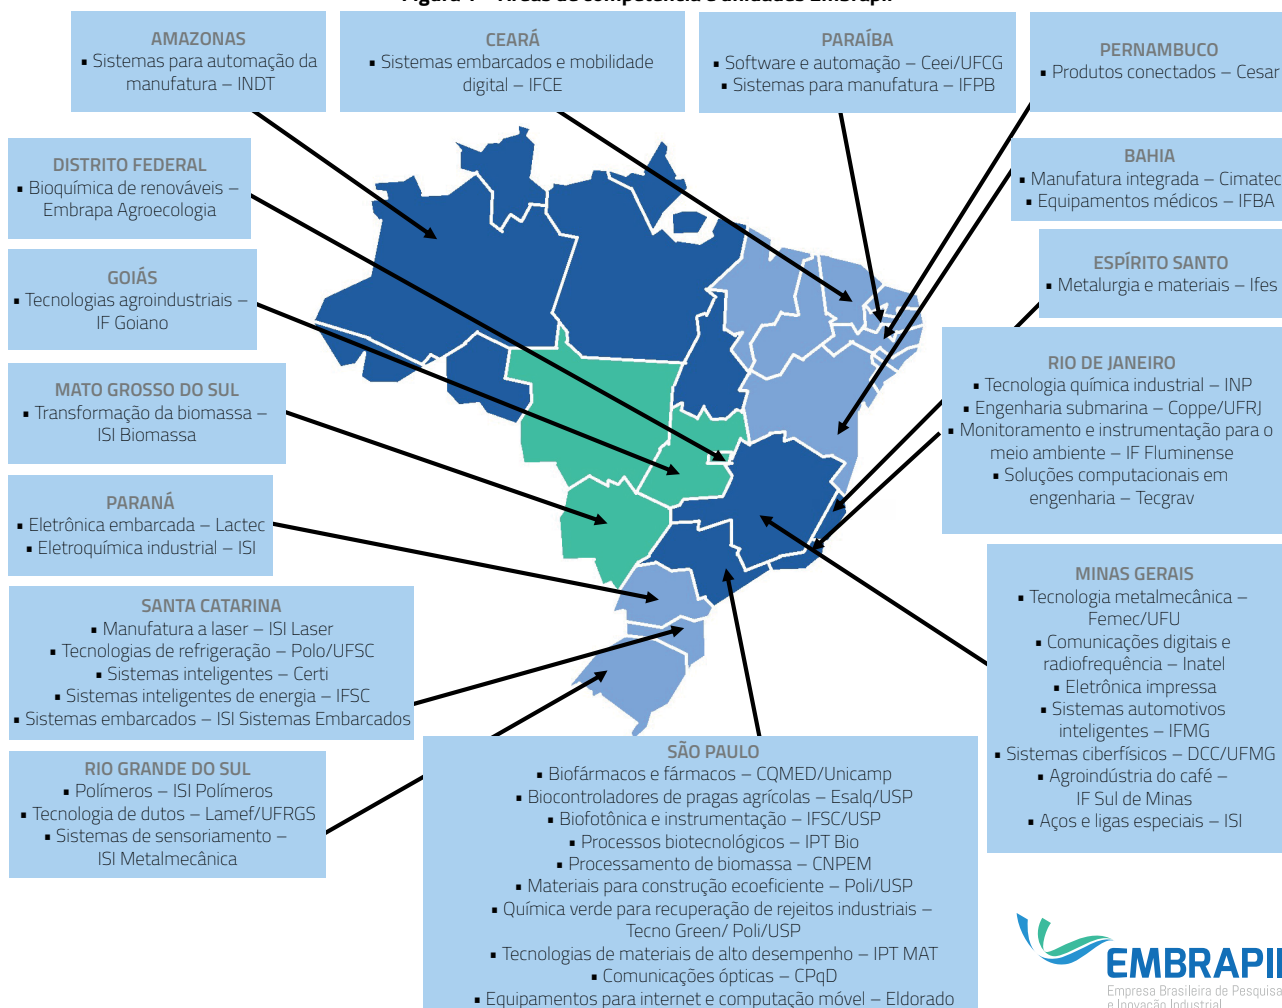 Figura 1 – Áreas de competência e unidades Embrapii
AMAZONAS
▪ Sistemas para automação da
manufatura – INDT
CEARÁ
▪ Sistemas embarcados e mobilidade
digital – IFCE
PARAÍBA
▪ Software e automação – Ceei/UFCG
▪ Sistemas para manufatura – IFPB
PERNAMBUCO
▪ Produtos conectados – Cesar
DISTRITO FEDERAL
▪ Bioquímica de renováveis –
Embrapa Agroecologia
BAHIA
▪ Manufatura integrada – Cimatec
▪ Equipamentos médicos – IFBA
GOIÁS
▪ Tecnologias agroindustriais –
IF Goiano
ESPÍRITO SANTO
▪ Metalurgia e materiais – Ifes
MATO GROSSO DO SUL
▪ Transformação da biomassa –
ISI Biomassa
RIO DE JANEIRO
▪ Tecnologia química industrial – INP
▪ Engenharia submarina – Coppe/UFRJ
▪ Monitoramento e instrumentação para o
meio ambiente – IF Fluminense
▪ Soluções computacionais em
engenharia – Tecgrav
PARANÁ
▪ Eletrônica embarcada – Lactec
▪ Eletroquímica industrial – ISI
SANTA CATARINA
▪ Manufatura a laser – ISI Laser
▪ Tecnologias de refrigeração – Polo/UFSC
▪ Sistemas inteligentes – Certi
▪ Sistemas inteligentes de energia – IFSC
▪ Sistemas embarcados – ISI Sistemas Embarcados
MINAS GERAIS
▪ Tecnologia metalmecânica –
Femec/UFU
▪ Comunicações digitais e
radiofrequência – Inatel
▪ Eletrônica impressa
▪ Sistemas automotivos
inteligentes – IFMG
▪ Sistemas ciberfísicos – DCC/UFMG
▪ Agroindústria do café –
IF Sul de Minas
▪ Aços e ligas especiais – ISI
RIO GRANDE DO SUL
▪ Polímeros – ISI Polímeros
▪ Tecnologia de dutos – Lamef/UFRGS
▪ Sistemas de sensoriamento –
ISI Metalmecânica
SÃO PAULO
▪ Biofármacos e fármacos – CQMED/Unicamp
▪ Biocontroladores de pragas agrícolas – Esalq/USP
▪ Biofotônica e instrumentação – IFSC/USP
▪ Processos biotecnológicos – IPT Bio
▪ Processamento de biomassa – CNPEM
▪ Materiais para construção ecoeficiente – Poli/USP
▪ Química verde para recuperação de rejeitos industriais –
Tecno Green/ Poli/USP
▪ Tecnologias de materiais de alto desempenho – IPT MAT
▪ Comunicações ópticas – CPqD
▪ Equipamentos para internet e computação móvel – Eldorado
EMBRAPII
Empresa Brasileira de Pesquisa
e Inovação Industrial